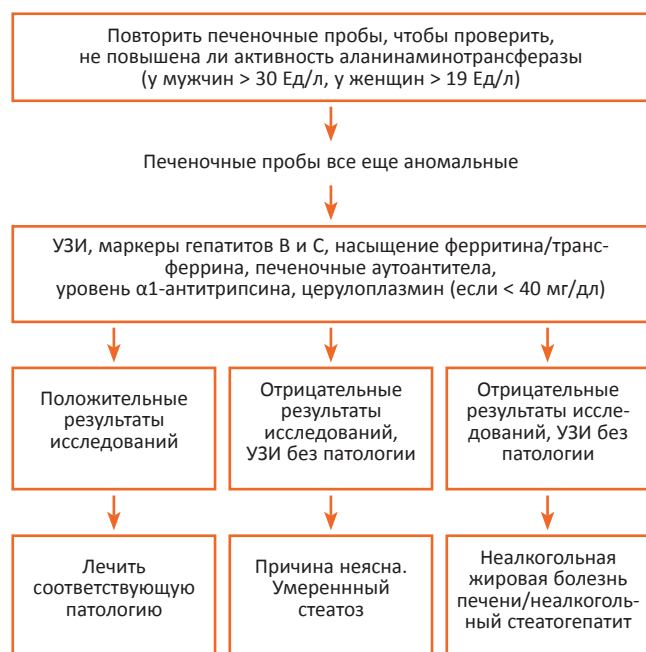 Повторить печеночные пробы, чтобы проверить,
не повышена ли активность аланинаминотрансферазы
(у мужчин > 30 Ед/л, у женщин > 19 Ед/л)
Печеночные пробы все еще аномальные
УЗИ, маркеры гепатитов В и С, насыщение ферритина/транс-
феррина, печеночные аутоантитела,
уровень α1-антитрипсина, церулоплазмин (если < 40 мг/дл)
Положительные
результаты
исследований
Отрицательные
результаты
исследований,
УЗИ без патологии
Отрицательные
результаты иссле-
дований, УЗИ без
патологии
Лечить
соответствующую
патологию
Причина неясна.
Умереннный
стеатоз
Неалкогольная
жировая болезнь
печени/неалкоголь-
ный стеатогепатит